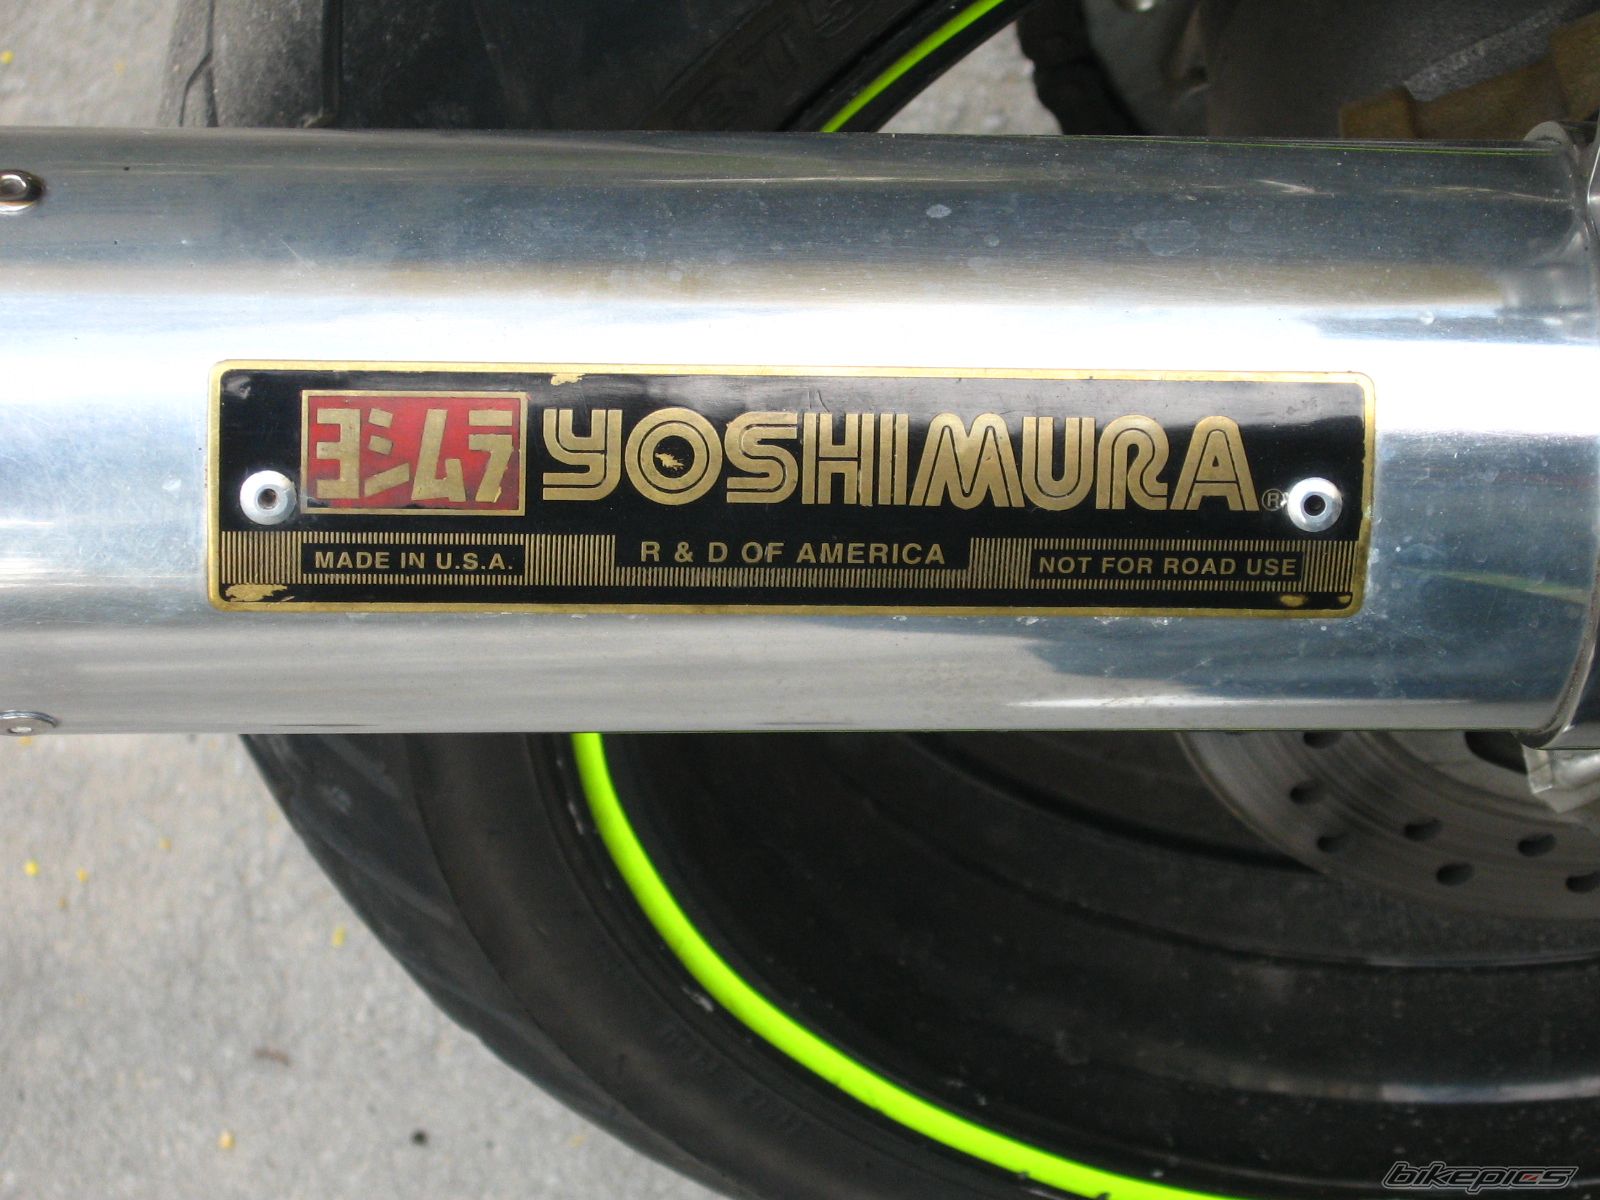 ヨシムラ YOSHIMURA ®
MADE IN U.S.A. R & D OF AMERICA NOT FOR ROAD USE
bikepics